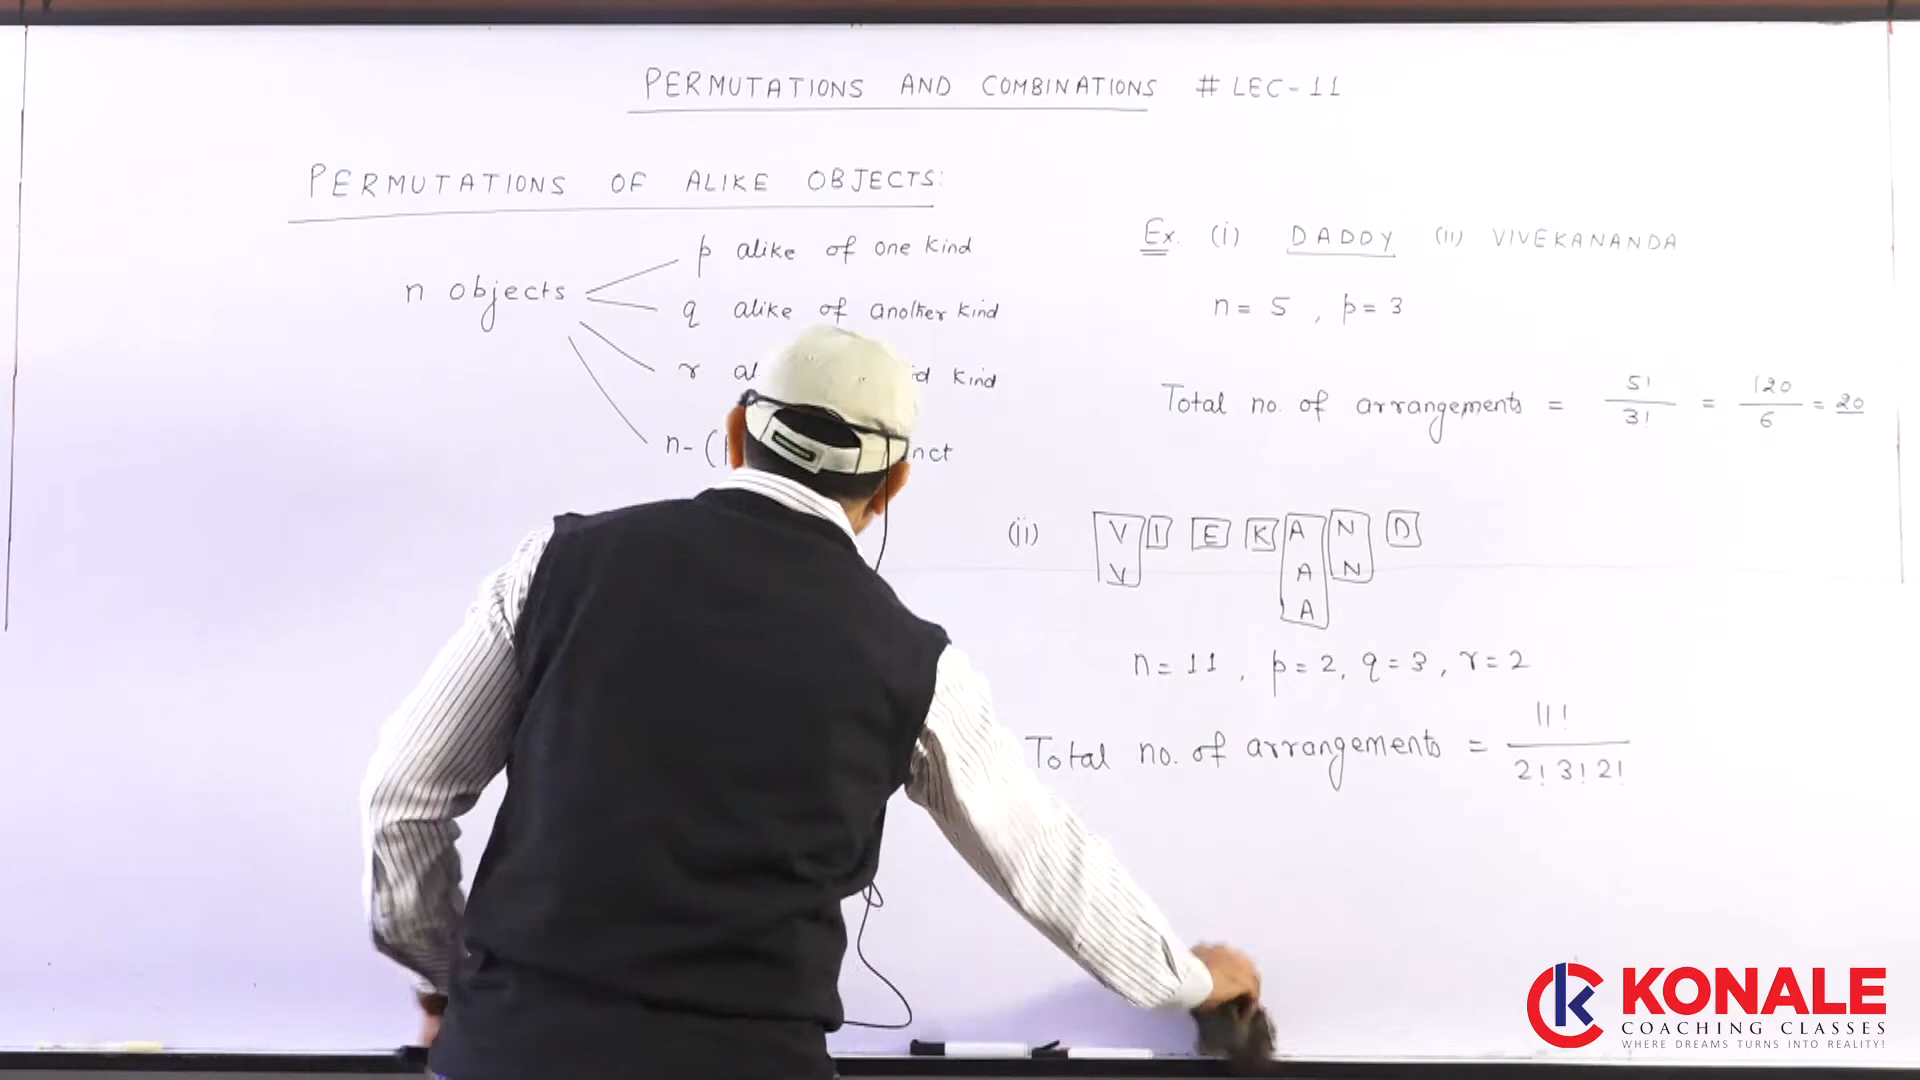 PERMUTATIONS AND COMBINATIONS # LEC-11
PERMUTATIONS OF ALIKE OBJECTS:
n objects
p alike of one kind
q alike of another kind
r kind
n-(
Ex. (i) DADDY (ii) VIVEKANANDA
n = 5 , p = 3
Total no. of arrangements = 5! / 3! = 120 / 6 = 20
(ii) V I E K A N D
V A N
A
n = 11 , p = 2, q = 3, r = 2
Total no. of arrangements = 11! / 2! 3! 2!
KONALE
COACHING CLASSES
WHERE DREAMS TURNS INTO REALITY!